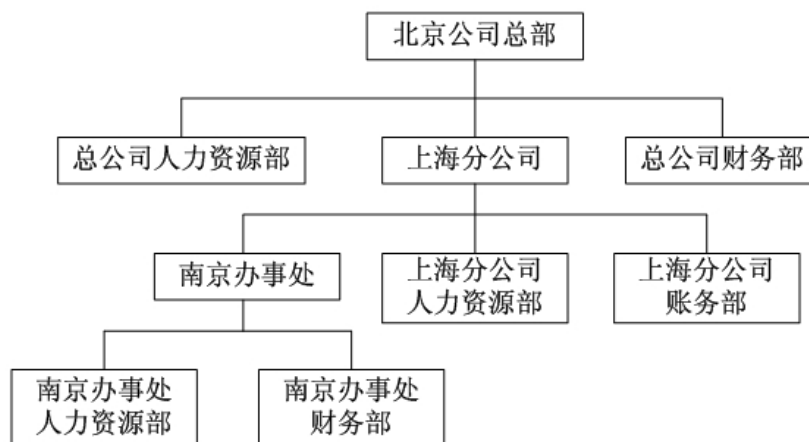 北京公司总部
总公司人力资源部
上海分公司
总公司财务部
南京办事处
上海分公司
人力资源部
上海分公司
账务部
南京办事处
人力资源部
南京办事处
财务部